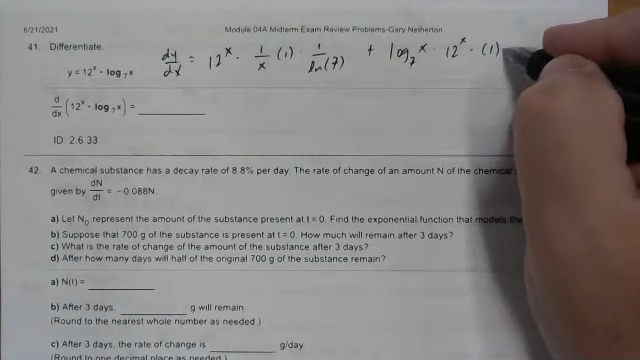 6/21/2021 Module 04A Midterm Exam Review Problems-Gary Netherton
41. Differentiate.
dy/dx = 12^x · 1/x (1) · 1/ln(7) + log_7 x · 12^x · (1)
y = 12^x · log_7 x
d/dx (12^x · log_7 x) =
ID: 2.6.33
42. A chemical substance has a decay rate of 8.8% per day. The rate of change of an amount N of the chemical
given by dN/dt = −0.088N.
a) Let N_0 represent the amount of the substance present at t = 0. Find the exponential function that models the
b) Suppose that 700 g of the substance is present at t = 0. How much will remain after 3 days?
c) What is the rate of change of the amount of the substance after 3 days?
d) After how many days will half of the original 700 g of the substance remain?
a) N(t) =
b) After 3 days, g will remain.
(Round to the nearest whole number as needed.)
c) After 3 days, the rate of change is g/day.
(Round to one decimal place as needed.)